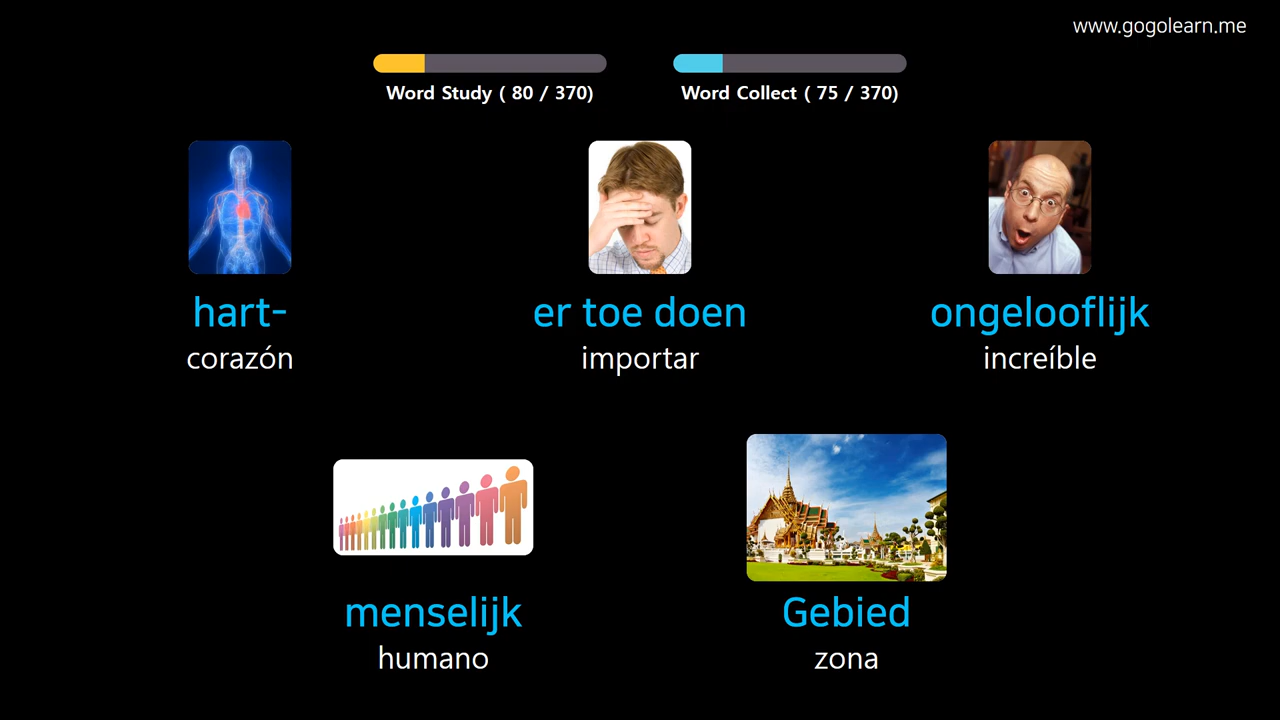 www.gogolearn.me
Word Study ( 80 / 370)
Word Collect ( 75 / 370)
hart-
er toe doen
ongelooflijk
corazón
importar
increíble
menselijk
Gebied
humano
zona